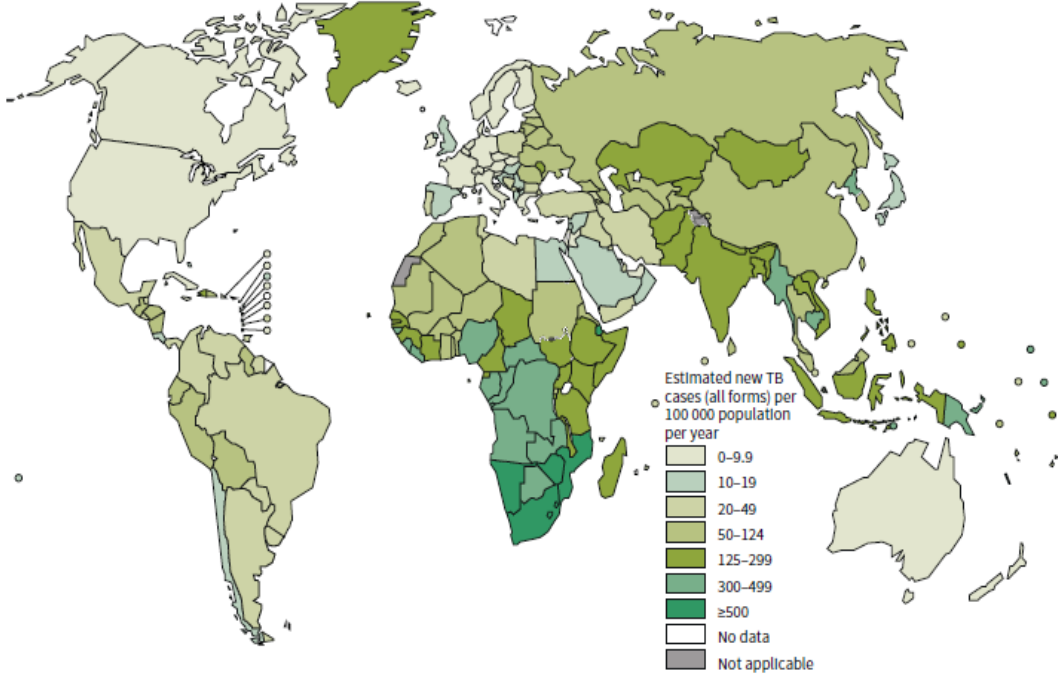 Estimated new TB
cases (all forms) per
100 000 population
per year
0–9.9
10–19
20–49
50–124
125–299
300–499
≥500
No data
Not applicable